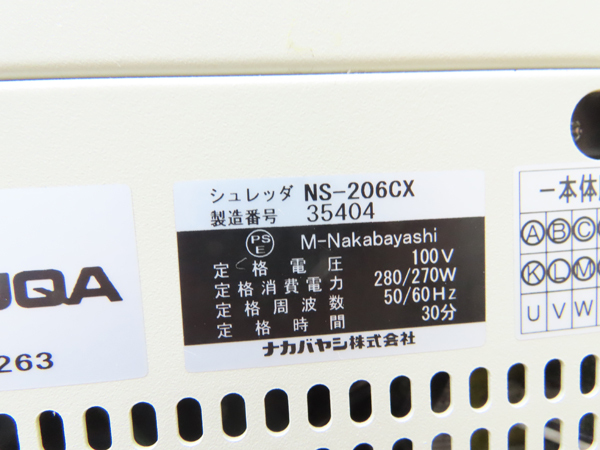 シュレッダ NS-206CX
製造番号 35404
PSE M-Nakabayashi
定格電圧 100V
定格消費電力 280/270W
定格周波数 50/60Hz
定格時間 30分
ナカバヤシ株式会社
UQA
263
一本体
A B C
K L M
U V W